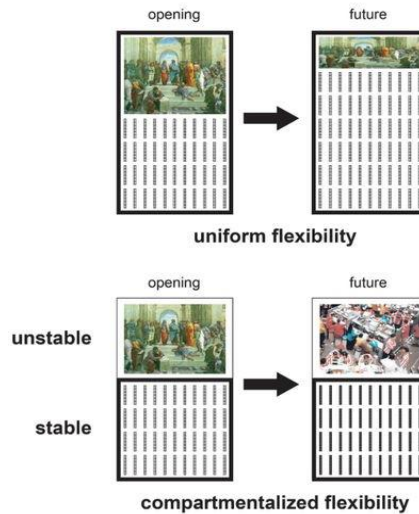 opening future
uniform flexibility
opening future
unstable
stable
compartmentalized flexibility